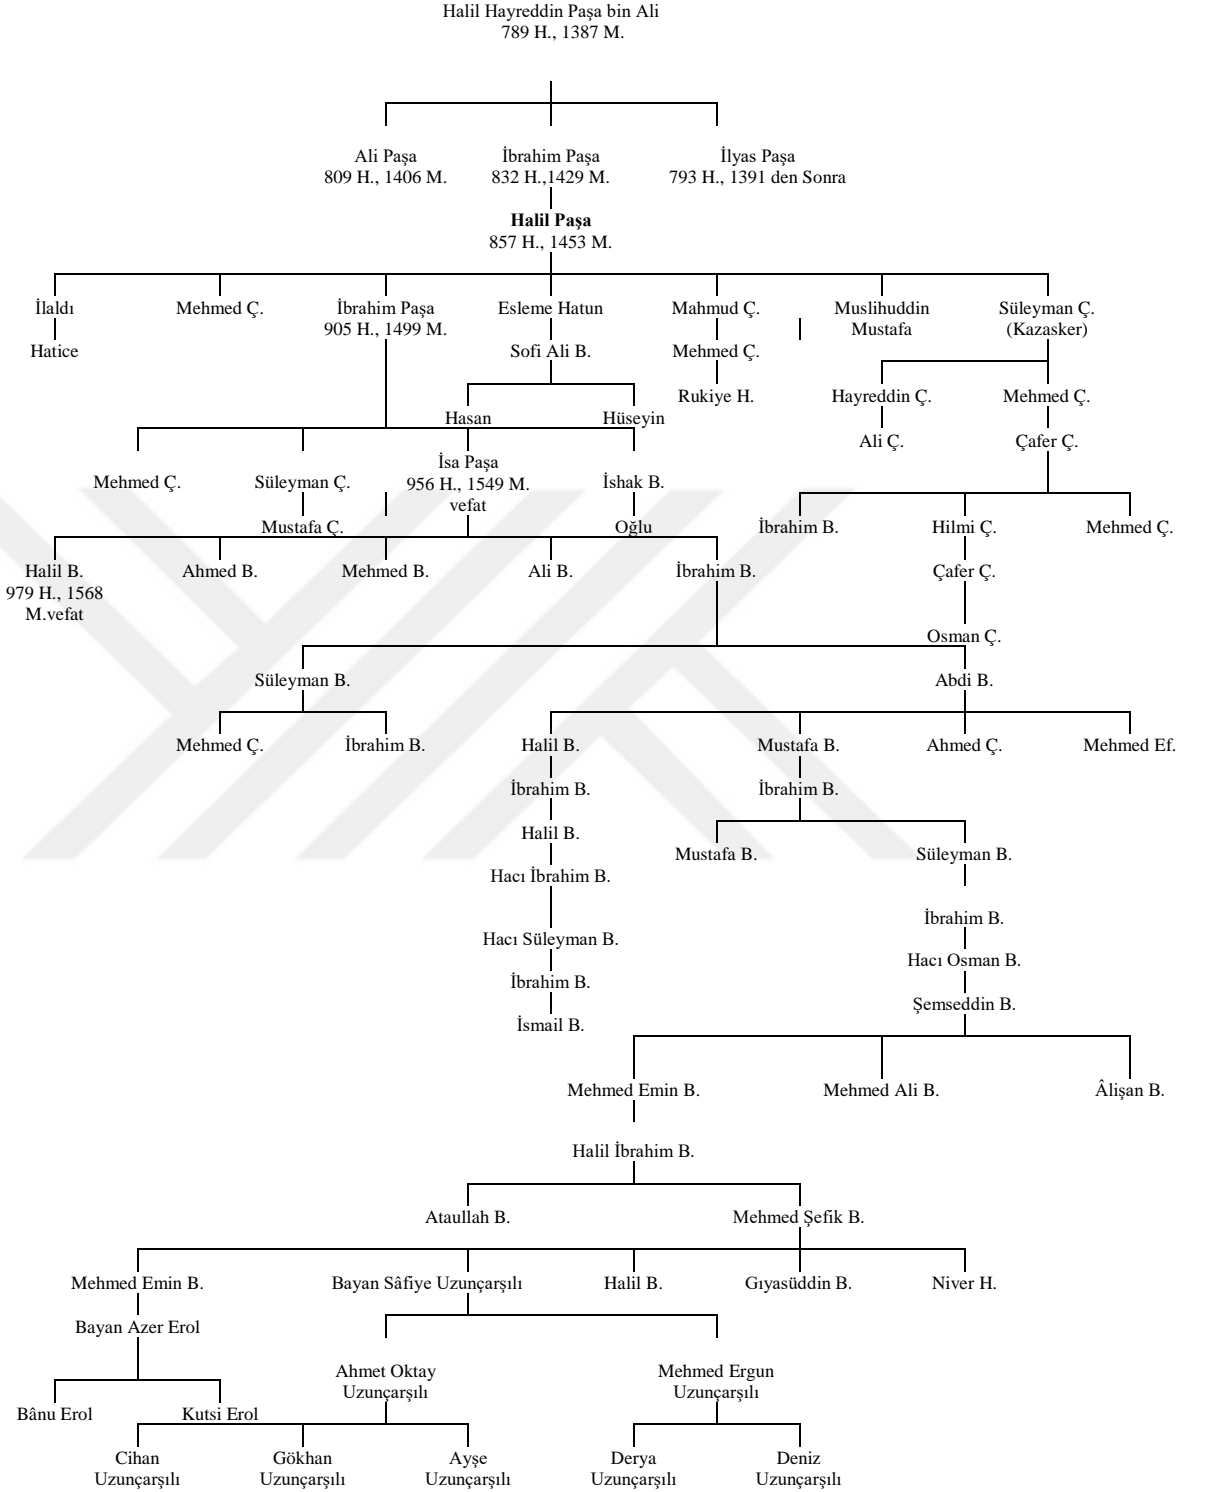 Halil Hayreddin Paşa bin Ali
789 H., 1387 M.
Ali Paşa
809 H., 1406 M.
İbrahim Paşa
832 H.,1429 M.
İlyas Paşa
793 H., 1391 den Sonra
Halil Paşa
857 H., 1453 M.
İlaldı
Mehmed Ç.
İbrahim Paşa
905 H., 1499 M.
Esleme Hatun
Mahmud Ç.
Muslihuddin
Mustafa
Süleyman Ç.
(Kazasker)
Hatice
Sofi Ali B.
Mehmed Ç.
Rukiye H.
Hayreddin Ç.
Mehmed Ç.
Hasan
Hüseyin
Ali Ç.
Çafer Ç.
Mehmed Ç.
Süleyman Ç.
İsa Paşa
956 H., 1549 M.
vefat
İshak B.
Mustafa Ç.
Oğlu
İbrahim B.
Hilmi Ç.
Mehmed Ç.
Halil B.
979 H., 1568
M.vefat
Ahmed B.
Mehmed B.
Ali B.
İbrahim B.
Çafer Ç.
Osman Ç.
Süleyman B.
Abdi B.
Mehmed Ç.
İbrahim B.
Halil B.
Mustafa B.
Ahmed Ç.
Mehmed Ef.
İbrahim B.
İbrahim B.
Halil B.
Mustafa B.
Süleyman B.
Hacı İbrahim B.
İbrahim B.
Hacı Süleyman B.
Hacı Osman B.
İbrahim B.
Şemseddin B.
İsmail B.
Mehmed Emin B.
Mehmed Ali B.
Âlişan B.
Halil İbrahim B.
Ataullah B.
Mehmed Şefik B.
Mehmed Emin B.
Bayan Sâfiye Uzunçarşılı
Halil B.
Gıyasüddin B.
Niver H.
Bayan Azer Erol
Ahmet Oktay
Uzunçarşılı
Mehmed Ergun
Uzunçarşılı
Bânu Erol
Kutsi Erol
Cihan
Uzunçarşılı
Gökhan
Uzunçarşılı
Ayşe
Uzunçarşılı
Derya
Uzunçarşılı
Deniz
Uzunçarşılı